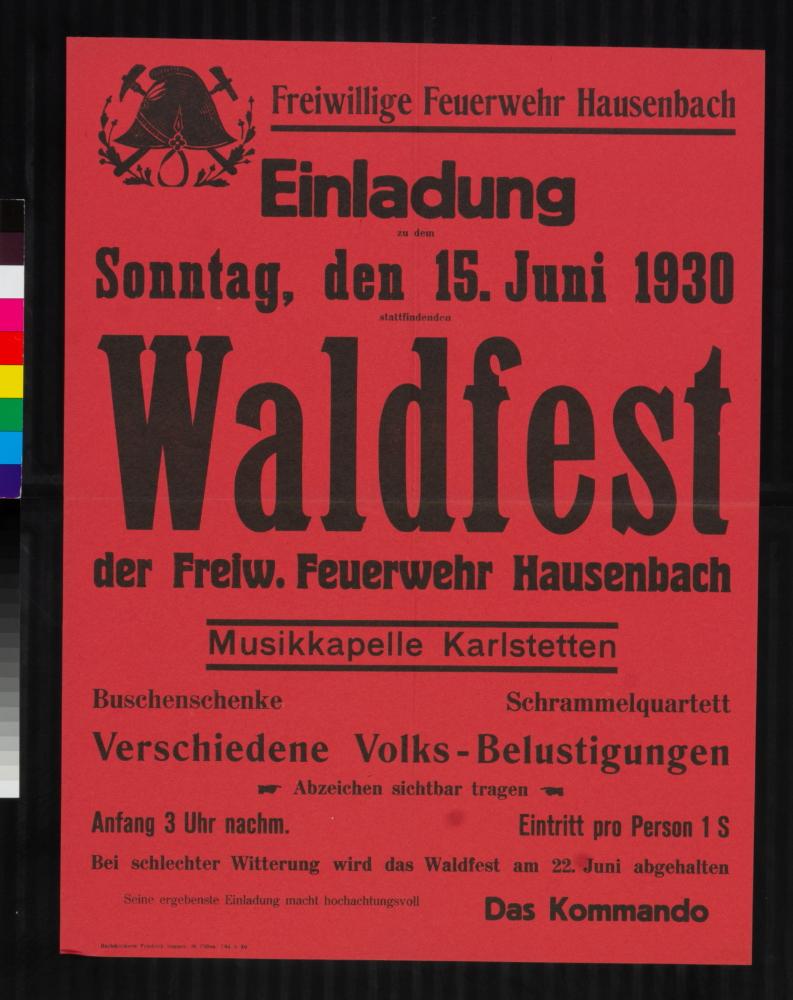 Freiwillige Feuerwehr Hausenbach
Einladung
zu dem
Sonntag, den 15. Juni 1930
stattfindenden
Waldfest
der Freiw. Feuerwehr Hausenbach
Musikkapelle Karlstetten
Buschenschenke Schrammelquartett
Verschiedene Volks-Belustigungen
Abzeichen sichtbar tragen
Anfang 3 Uhr nachm. Eintritt pro Person 1 S
Bei schlechter Witterung wird das Waldfest am 22. Juni abgehalten
Seine ergebenste Einladung macht hochachtungsvoll
Das Kommando